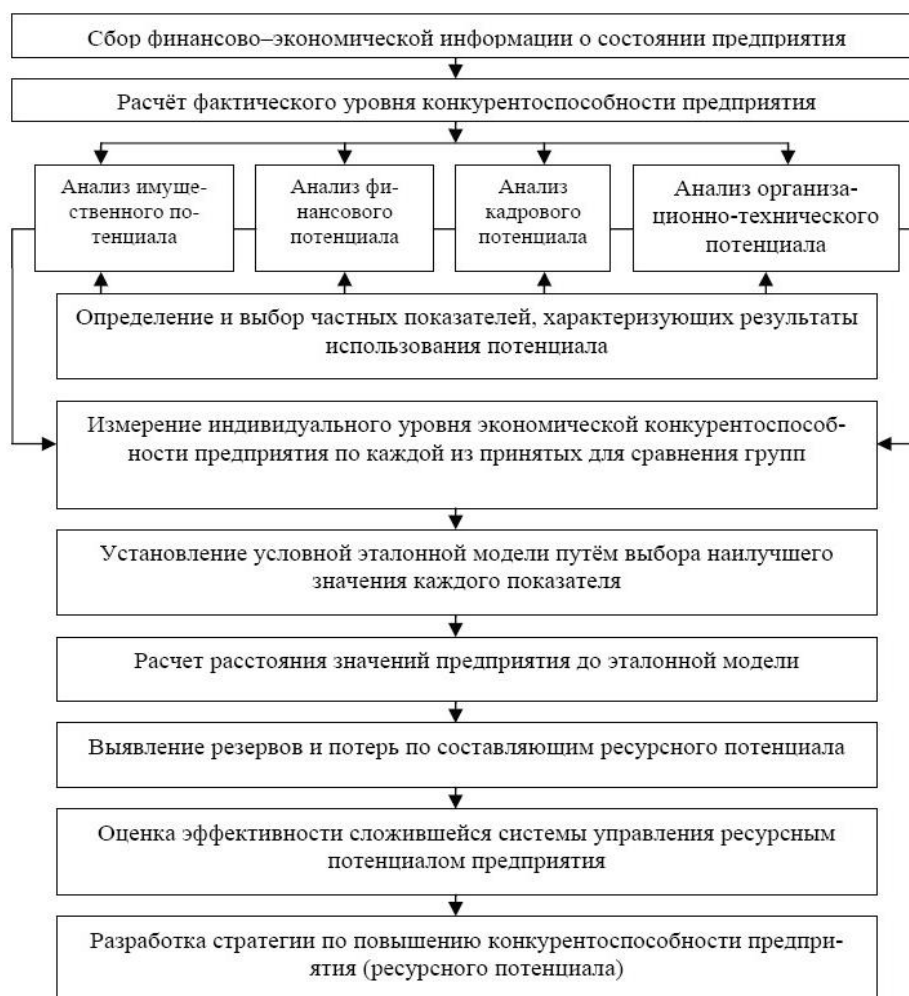 Сбор финансово–экономической информации о состоянии предприятия
Расчёт фактического уровня конкурентоспособности предприятия
Анализ имуще-
ственного по-
тенциала
Анализ фи-
нансового
потенциала
Анализ
кадрового
потенциала
Анализ организа-
ационно-технического
потенциала
Определение и выбор частных показателей, характеризующих результаты
использования потенциала
Измерение индивидуального уровня экономической конкурентоспособ-
ности предприятия по каждой из принятых для сравнения групп
Установление условной эталонной модели путём выбора наилучшего
значения каждого показателя
Расчет расстояния значений предприятия до эталонной модели
Выявление резервов и потерь по составляющим ресурсного потенциала
Оценка эффективности сложившейся системы управления ресурсным
потенциалом предприятия
Разработка стратегии по повышению конкурентоспособности предпри-
ятия (ресурсного потенциала)